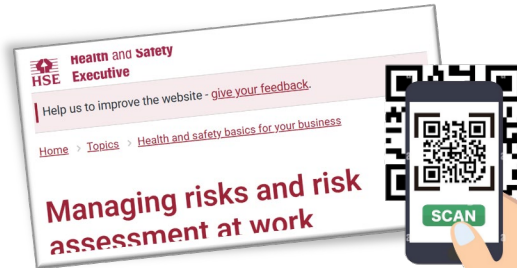 Health and Safety
HSE Executive
Help us to improve the website - give your feedback.
Home > Topics > Health and safety basics for your business
Managing risks and risk
assessment at work
SCAN